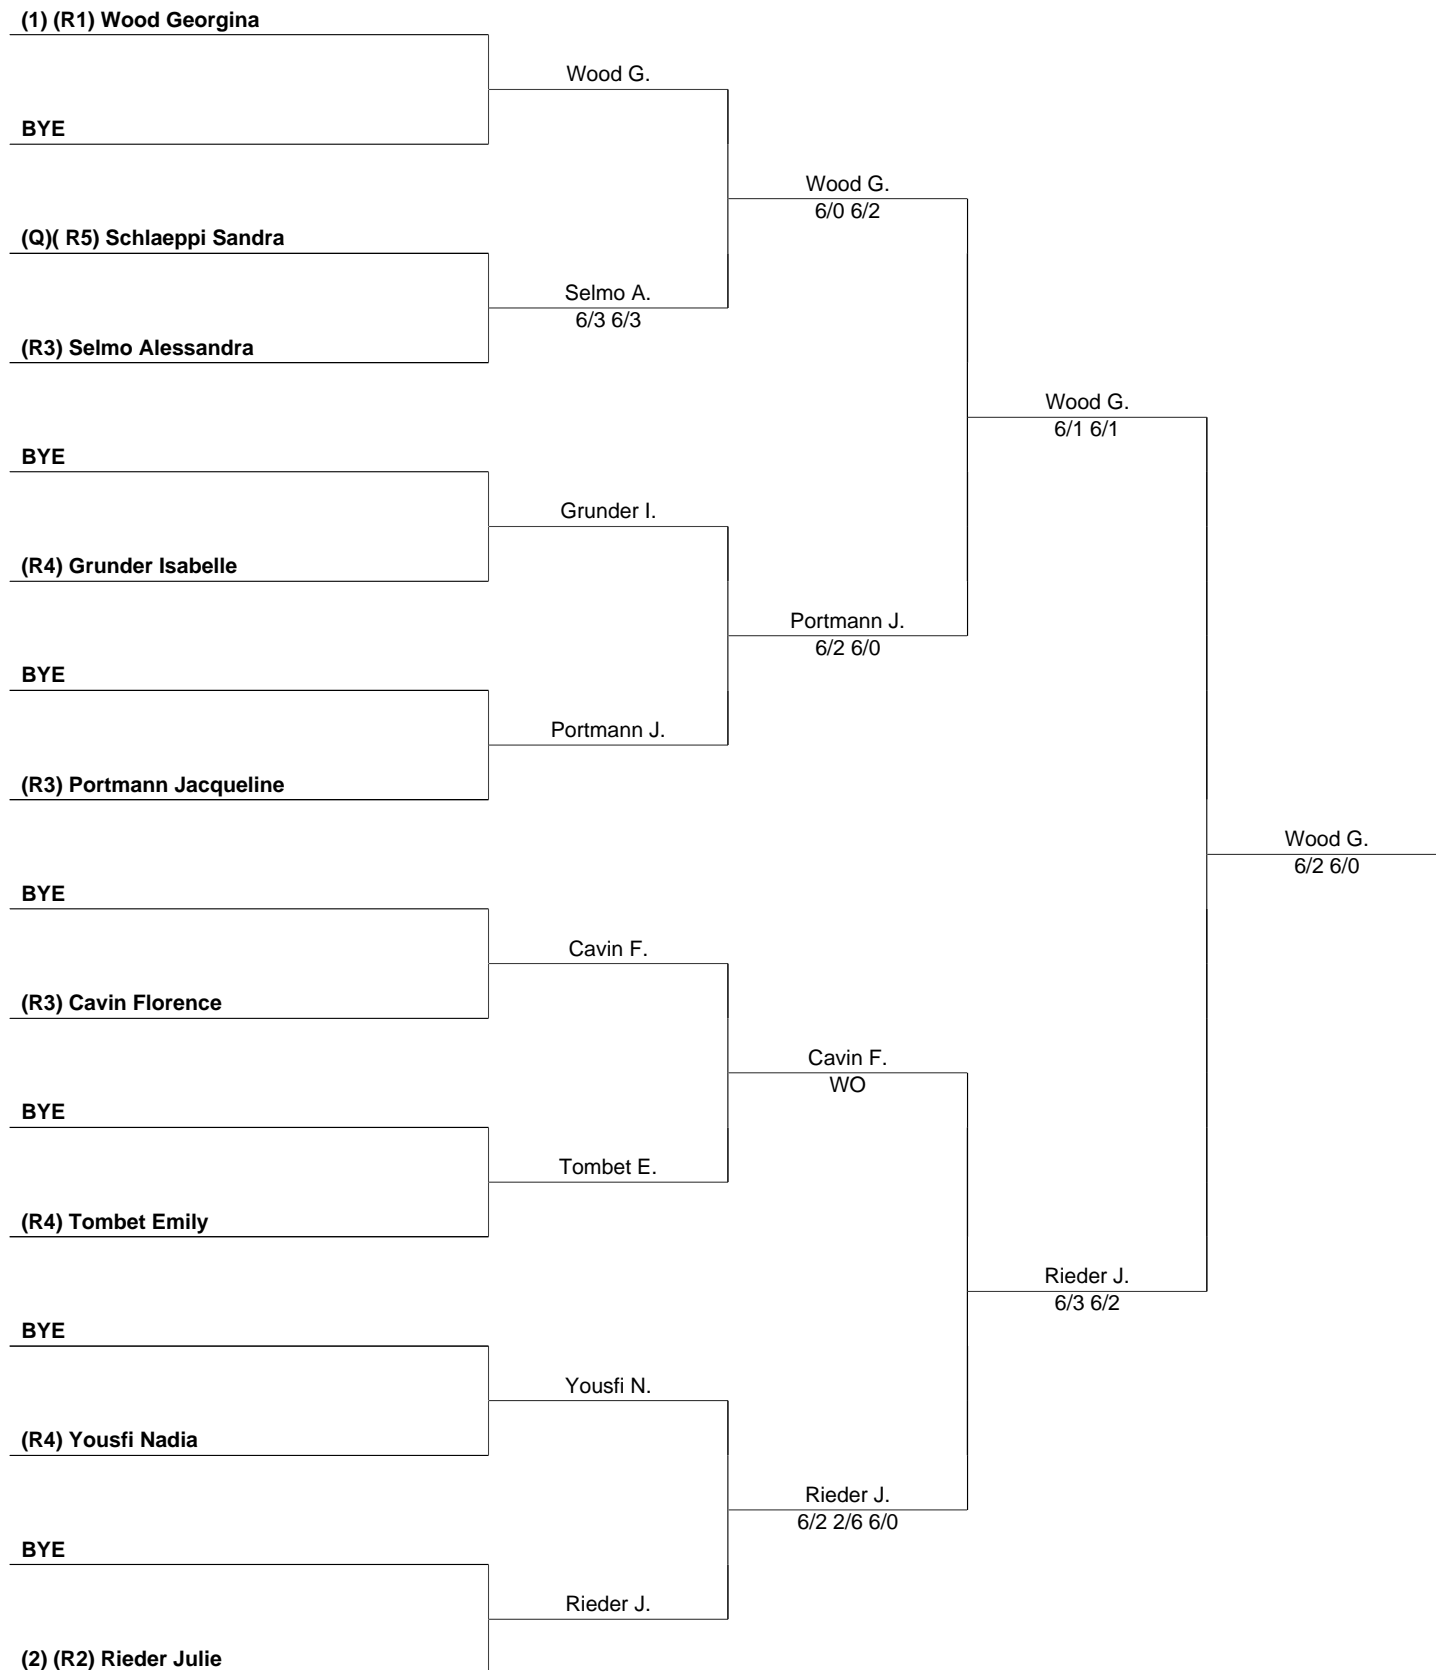 (1) (R1) Wood Georgina
Wood G.
BYE
Wood G.
6/0 6/2
(Q)( R5) Schlaeppi Sandra
Selmo A.
6/3 6/3
(R3) Selmo Alessandra
Wood G.
6/1 6/1
BYE
Grunder I.
(R4) Grunder Isabelle
Portmann J.
6/2 6/0
BYE
Portmann J.
(R3) Portmann Jacqueline
Wood G.
6/2 6/0
BYE
Cavin F.
(R3) Cavin Florence
Cavin F.
WO
BYE
Tombet E.
(R4) Tombet Emily
Rieder J.
6/3 6/2
BYE
Yousfi N.
(R4) Yousfi Nadia
Rieder J.
6/2 2/6 6/0
BYE
Rieder J.
(2) (R2) Rieder Julie